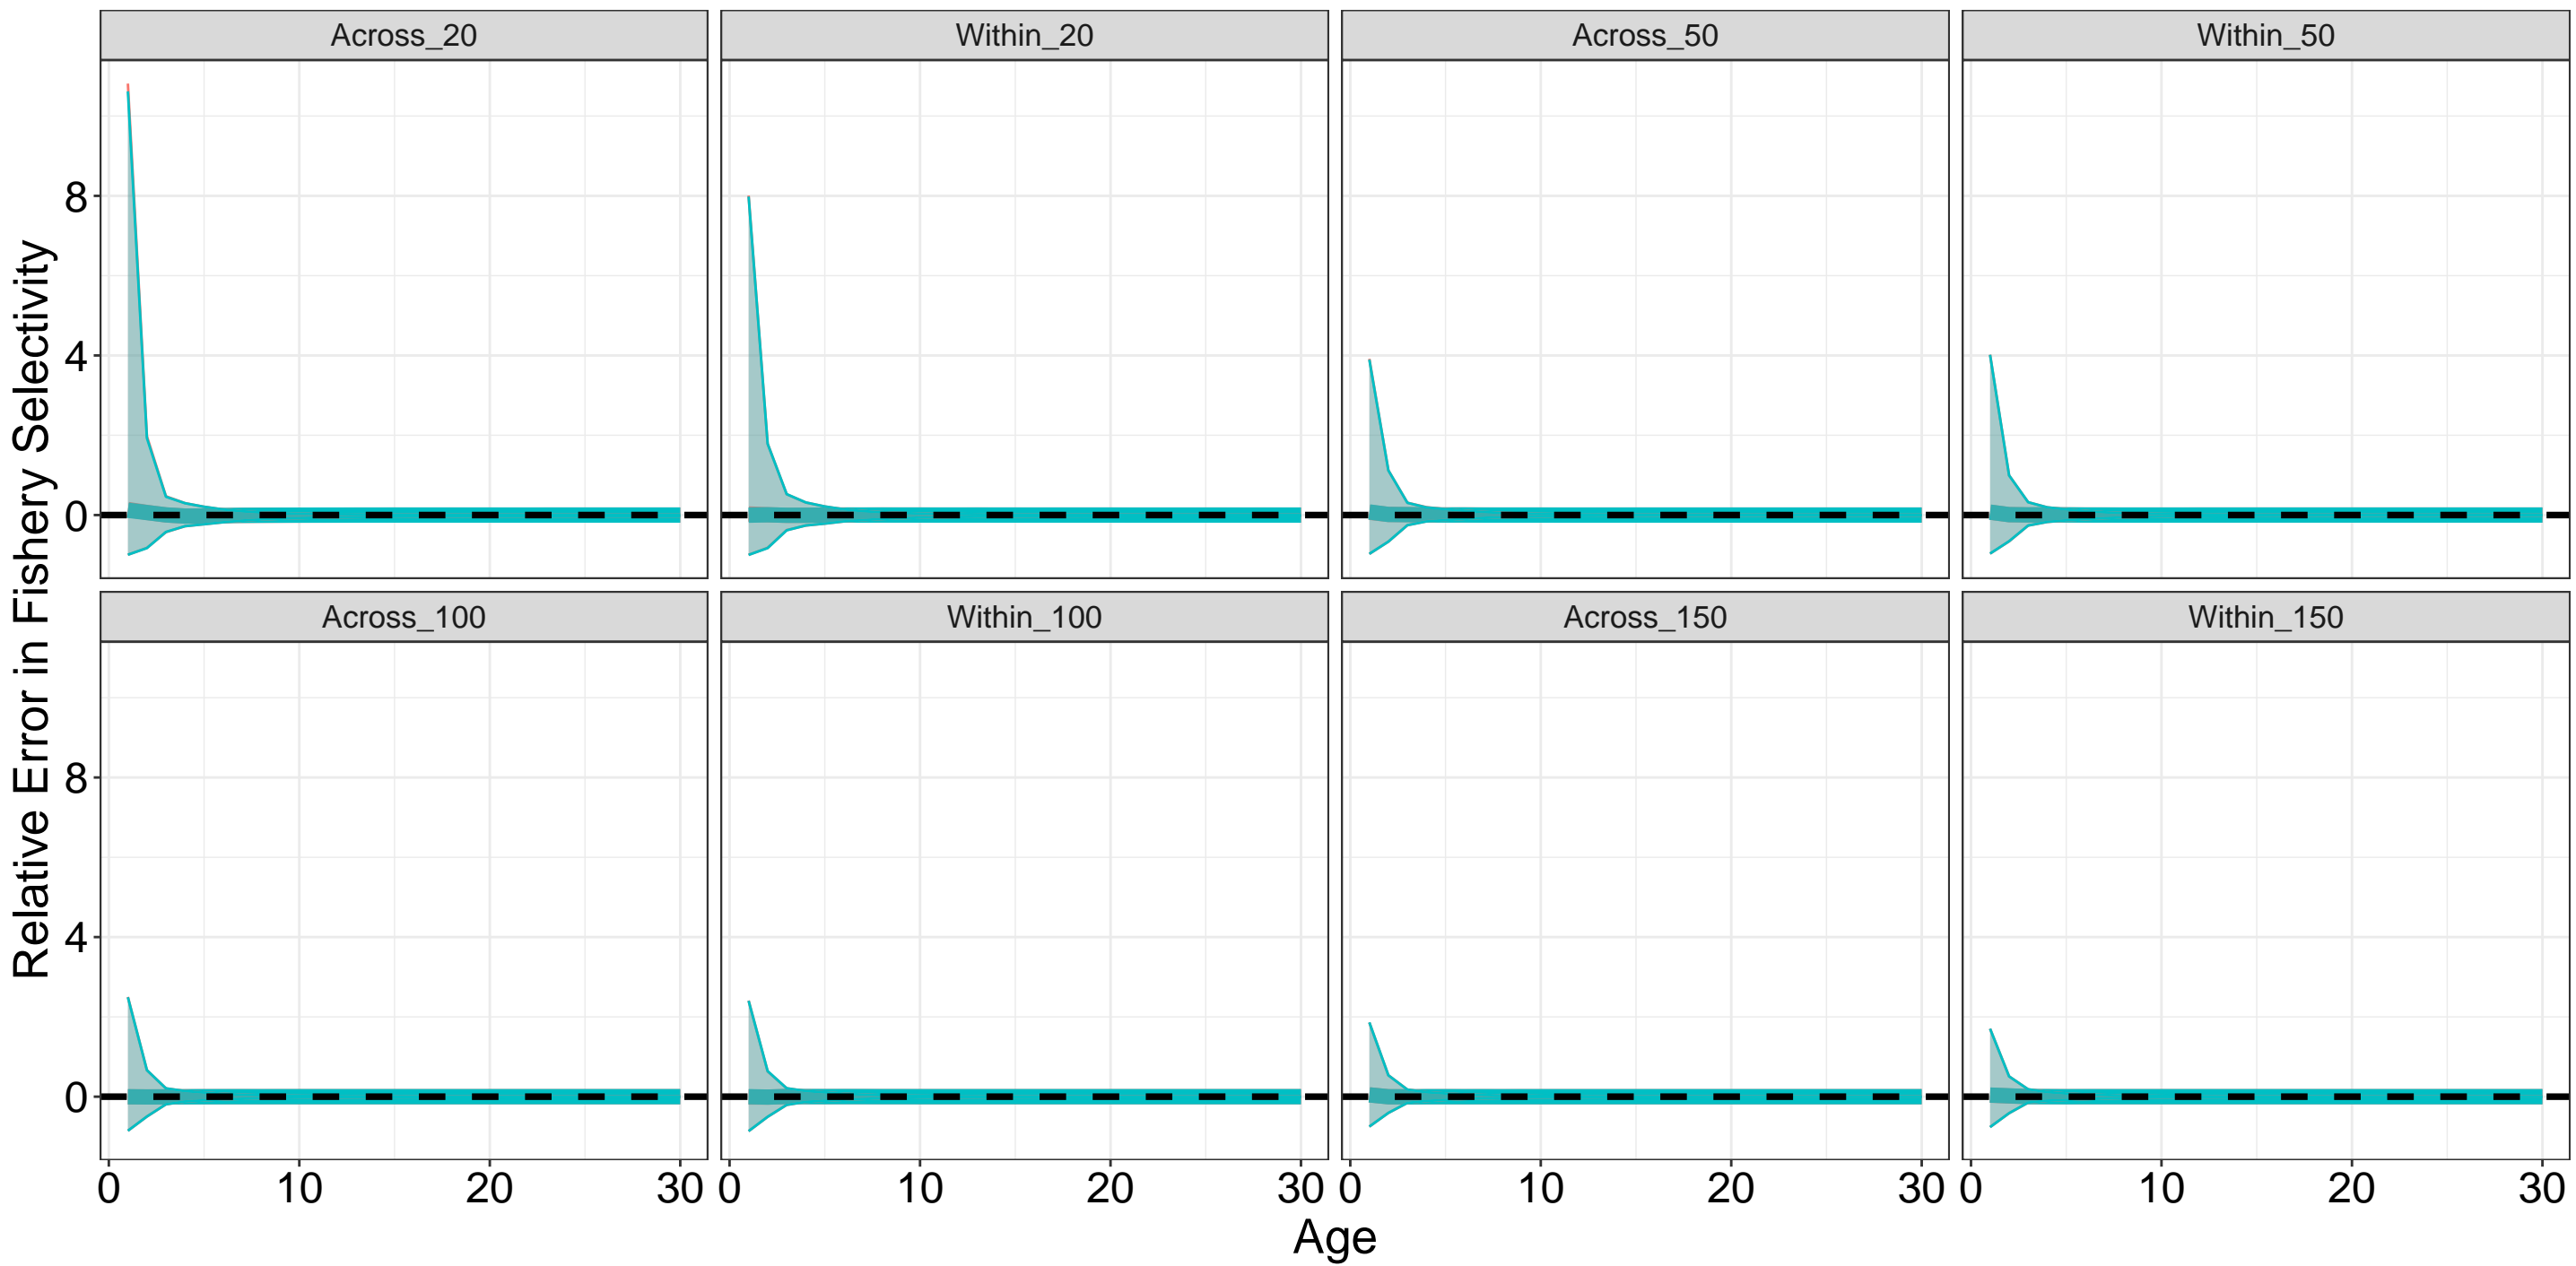 Across_20
Within_20
Across_50
Within_50
8
4
0
Relative Error in Fishery Selectivity
Across_100
Within_100
Across_150
Within_150
8
4
0
0 10 20 30 0 10 20 30 0 10 20 30 0 10 20 30
Age